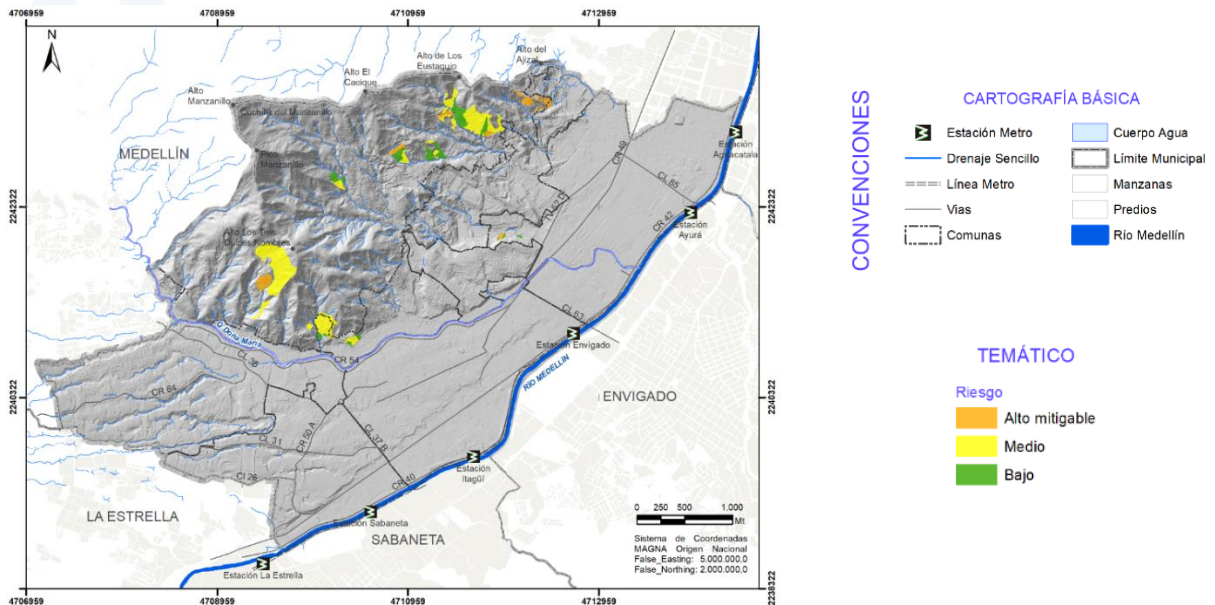 4706959
4708959
4710959
4712959
N
Alto de Los
Eustaquio
Alto del
Ajizal
Alto El
Cacique
Alto
Manzanillo
Cuchilla del Manzanillo
MEDELLÍN
Pico
Manzanillo
Estación
Aguacatala
CR 49
CL 85
2242322
2242322
CR 42
Estación
Ayurá
Alto Los Tres
Dulces Nombres
CL 63
Q Doña María
CR 54
Estación Envigado
CL 36
RÍO MEDELLÍN
CR 64
ENVIGADO
2240322
2240322
CR 50 A
CL 31
CL 37 B
Cl 26
CR 40
Estación
Itagüí
LA ESTRELLA
Estación Sabaneta
SABANETA
Estación La Estrella
0 250 500 1.000
Mt
Sistema de Coordenadas
MAGNA Origen Nacional
False_Easting: 5.000.000,0
False_Northing: 2.000.000,0
2238322
4706959
4708959
4710959
4712959
CONVENCIONES
CARTOGRAFÍA BÁSICA
Estación Metro
Drenaje Sencillo
Línea Metro
Vias
Comunas
Cuerpo Agua
Límite Municipal
Manzanas
Predios
Río Medellín
TEMÁTICO
Riesgo
Alto mitigable
Medio
Bajo